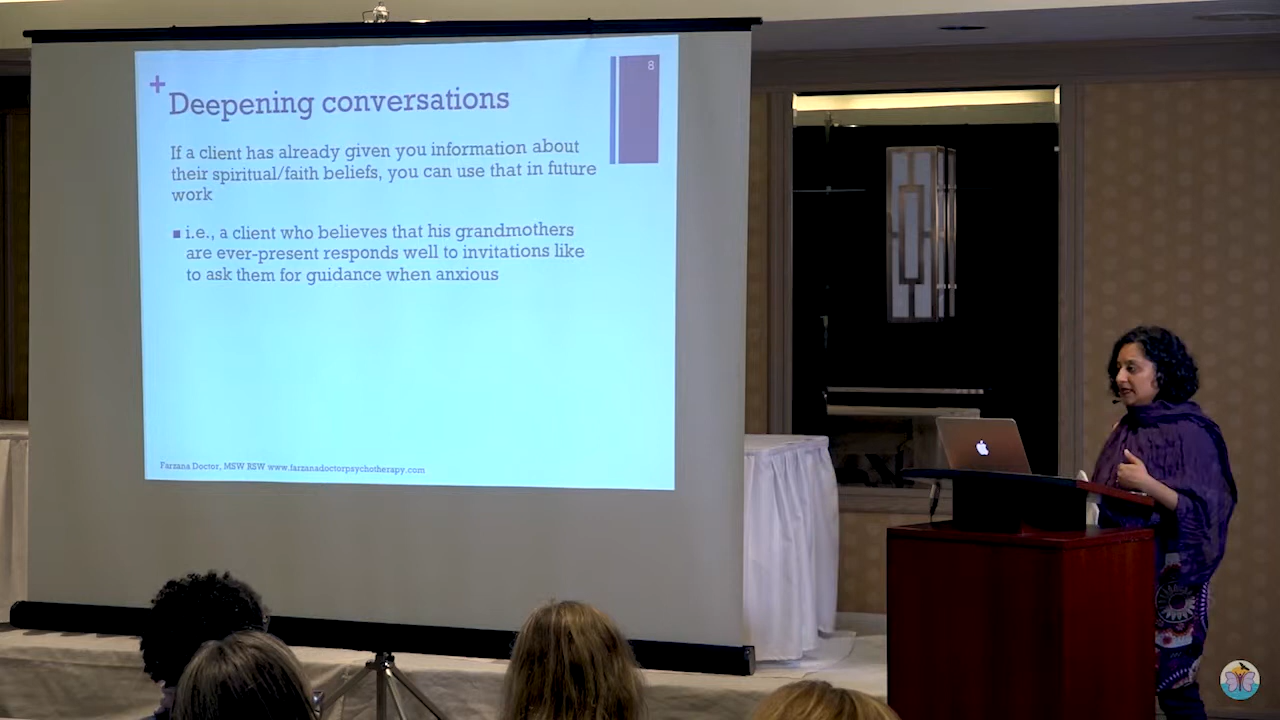 8
+
Deepening conversations
If a client has already given you information about
their spiritual/faith beliefs, you can use that in future
work
■ i.e., a client who believes that his grandmothers
are ever-present responds well to invitations like
to ask them for guidance when anxious
Farzana Doctor, MSW RSW www.farzanadoctorpsychotherapy.com